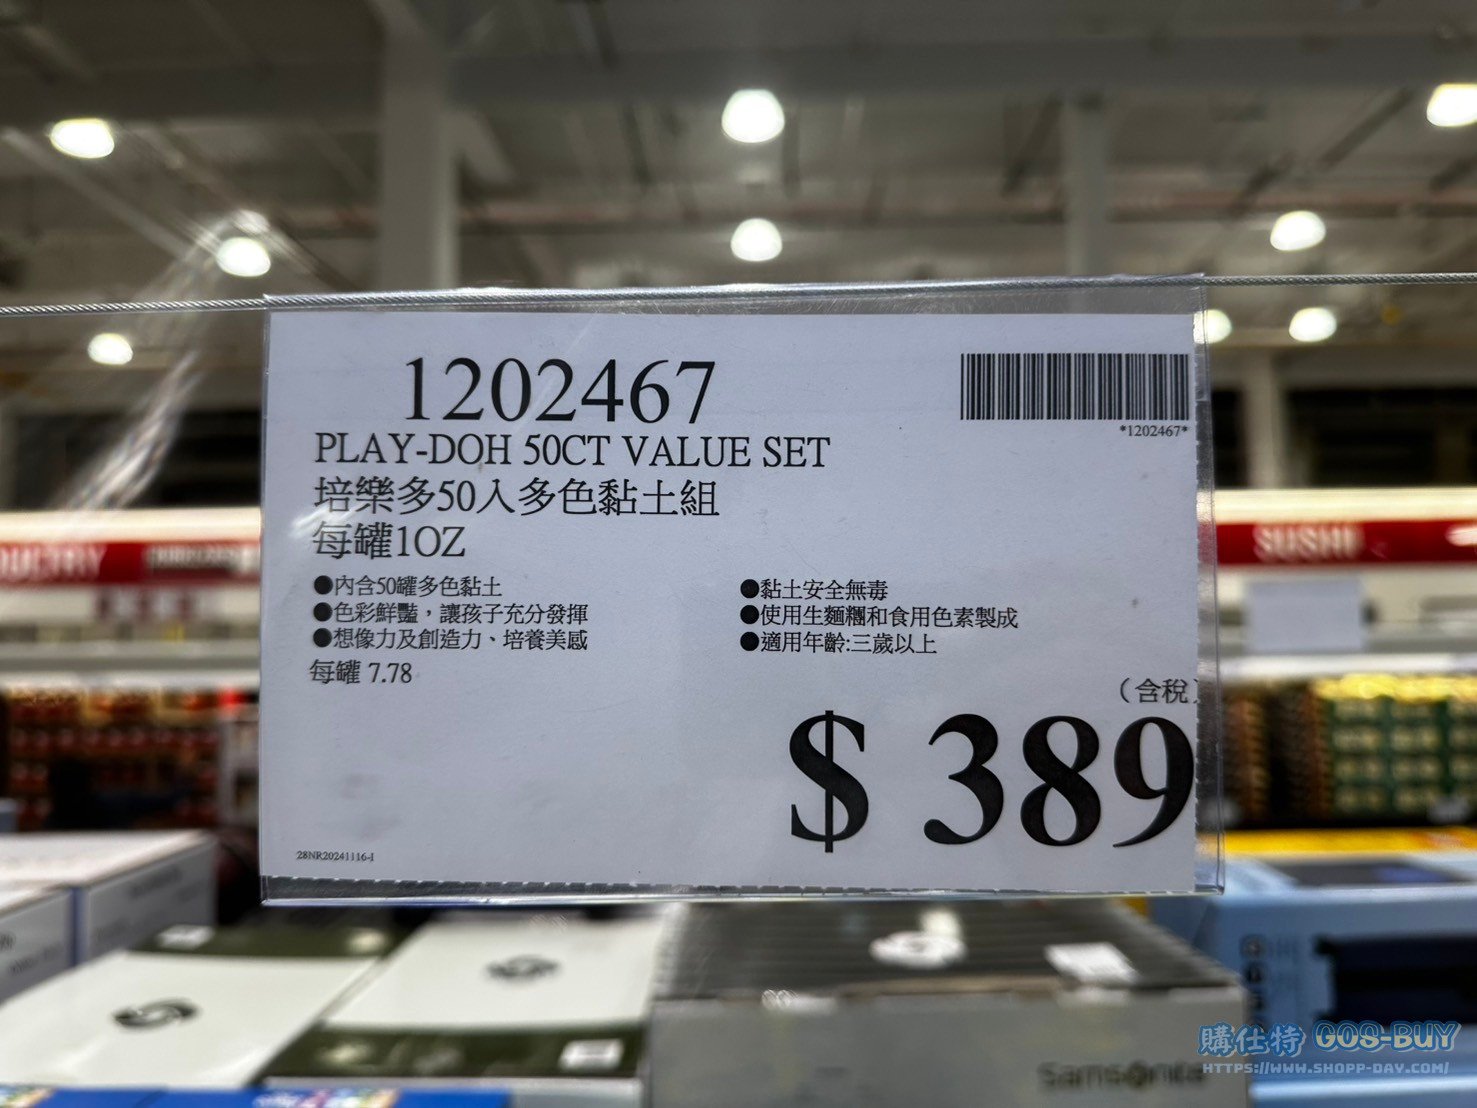 1202467
*1202467*
PLAY-DOH 50CT VALUE SET
培樂多50入多色黏土組
每罐1OZ
●內含50罐多色黏土
●色彩鮮豔，讓孩子充分發揮
●想像力及創造力、培養美感
●黏土安全無毒
●使用生麵糰和食用色素製成
●適用年齡:三歲以上
每罐 7.78
（含稅）
$ 389
28NR20241116-I
SUSHI
Samsonite
購仕特 GOS-BUY
HTTPS://WWW.SHOPP-DAY.COM/